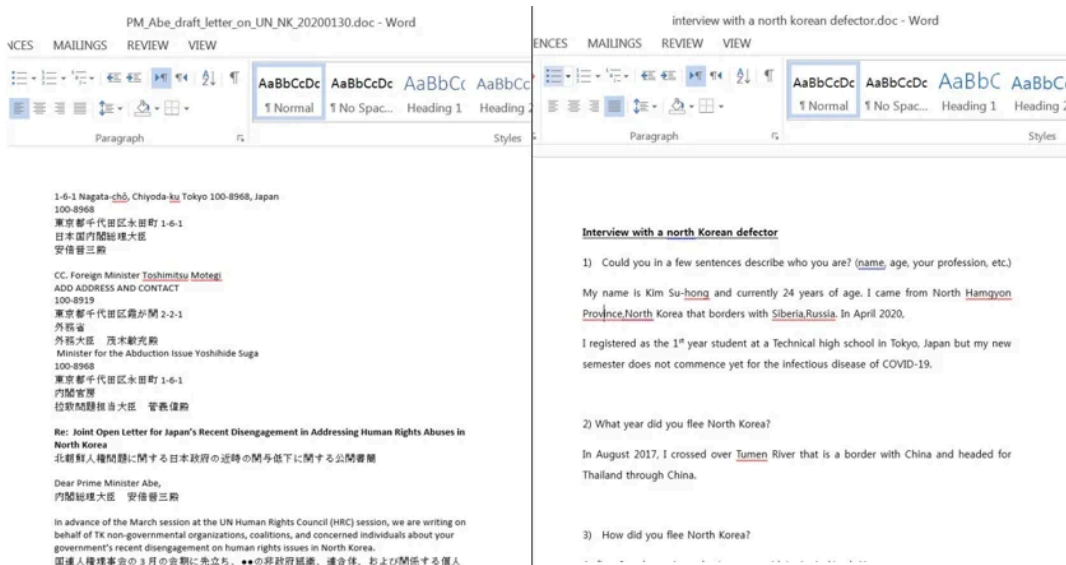 PM_Abe_draft_letter_on_UN_NK_20200130.doc - Word
NCES MAILINGS REVIEW VIEW
AaBbCcDc AaBbCcDc AaBbC( AaBbCc
¶ Normal ¶ No Spac... Heading 1 Heading
Paragraph
Styles
1-6-1 Nagata-chō, Chiyoda-ku Tokyo 100-8968, Japan
100-8968
東京都千代田区永田町 1-6-1
日本国内閣総理大臣
安倍晋三殿
CC. Foreign Minister Toshimitsu Motegi
ADD ADDRESS AND CONTACT
100-8919
東京都千代田区霞が関 2-2-1
外務省
外務大臣 茂木敏充殿
Minister for the Abduction Issue Yoshihide Suga
100-8968
東京都千代田区永田町 1-6-1
内閣官房
拉致問題担当大臣 菅義偉殿
Re: Joint Open Letter for Japan's Recent Disengagement in Addressing Human Rights Abuses in
North Korea
北朝鮮人権問題に関する日本政府の近時の関与低下に関する公開書簡
Dear Prime Minister Abe,
内閣総理大臣 安倍晋三殿
In advance of the March session at the UN Human Rights Council (HRC) session, we are writing on
behalf of TK non-governmental organizations, coalitions, and concerned individuals about your
government's recent disengagement on human rights issues in North Korea.
国連人権理事会の 3 月の会期に先立ち、●●の非政府組織、連合体、および関係する個人
interview with a north korean defector.doc - Word
ENCES MAILINGS REVIEW VIEW
AaBbCcDc AaBbCcDc AaBbC AaBbC
¶ Normal ¶ No Spac... Heading 1 Heading 2
Paragraph
Styles
Interview with a north Korean defector
1) Could you in a few sentences describe who you are? (name, age, your profession, etc.)
My name is Kim Su-hong and currently 24 years of age. I came from North Hamgyon
Province,North Korea that borders with Siberia,Russia. In April 2020,
I registered as the 1st year student at a Technical high school in Tokyo, Japan but my new
semester does not commence yet for the infectious disease of COVID-19.
2) What year did you flee North Korea?
In August 2017, I crossed over Tumen River that is a border with China and headed for
Thailand through China.
3) How did you flee North Korea?